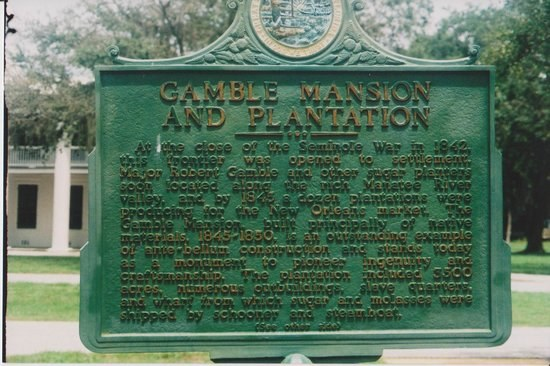 GAMBLE MANSION
AND PLANTATION
At the close of the Seminole War in 1842,
this frontier was opened to settlement.
Major Robert Gamble and other sugar planters
soon located along the rich Manatee River
valley, and by 1845 a dozen plantations were
producing for the New Orleans market. The
Gamble Mansion, built principally of native
materials, 1845-1850, is an outstanding example
of ante-bellum construction and stands today
as a monument to pioneer ingenuity and
craftsmanship. The plantation included 3500
acres, numerous outbuildings, slave quarters
and wharf from which sugar and molasses were
shipped by schooner and steamboat.
(See other side)